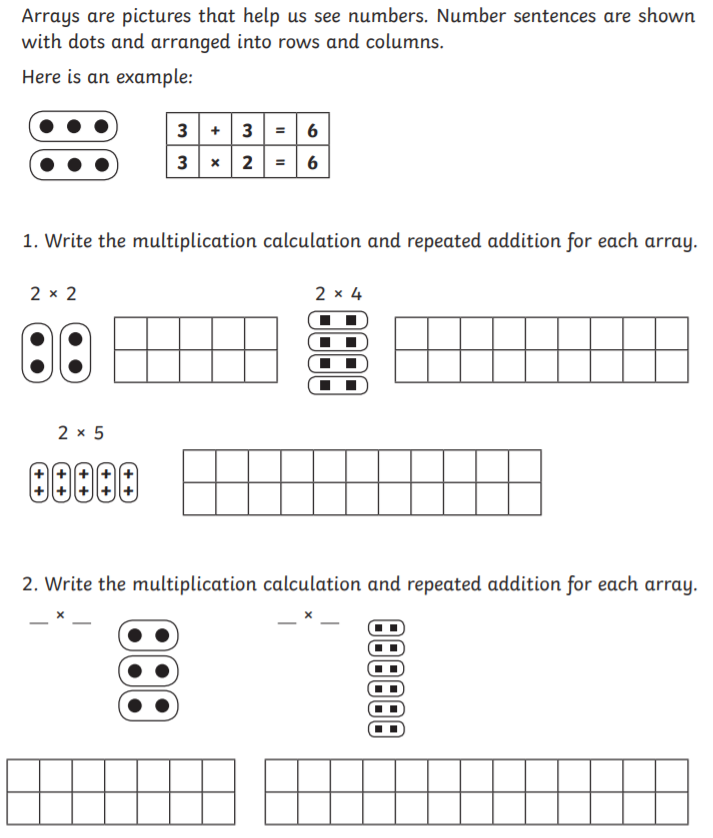 Arrays are pictures that help us see numbers. Number sentences are shown
with dots and arranged into rows and columns.
Here is an example:
3 + 3 = 6
3 × 2 = 6
1. Write the multiplication calculation and repeated addition for each array.
2 × 2
2 × 4
2 × 5
2. Write the multiplication calculation and repeated addition for each array.
__ × __
__ × __